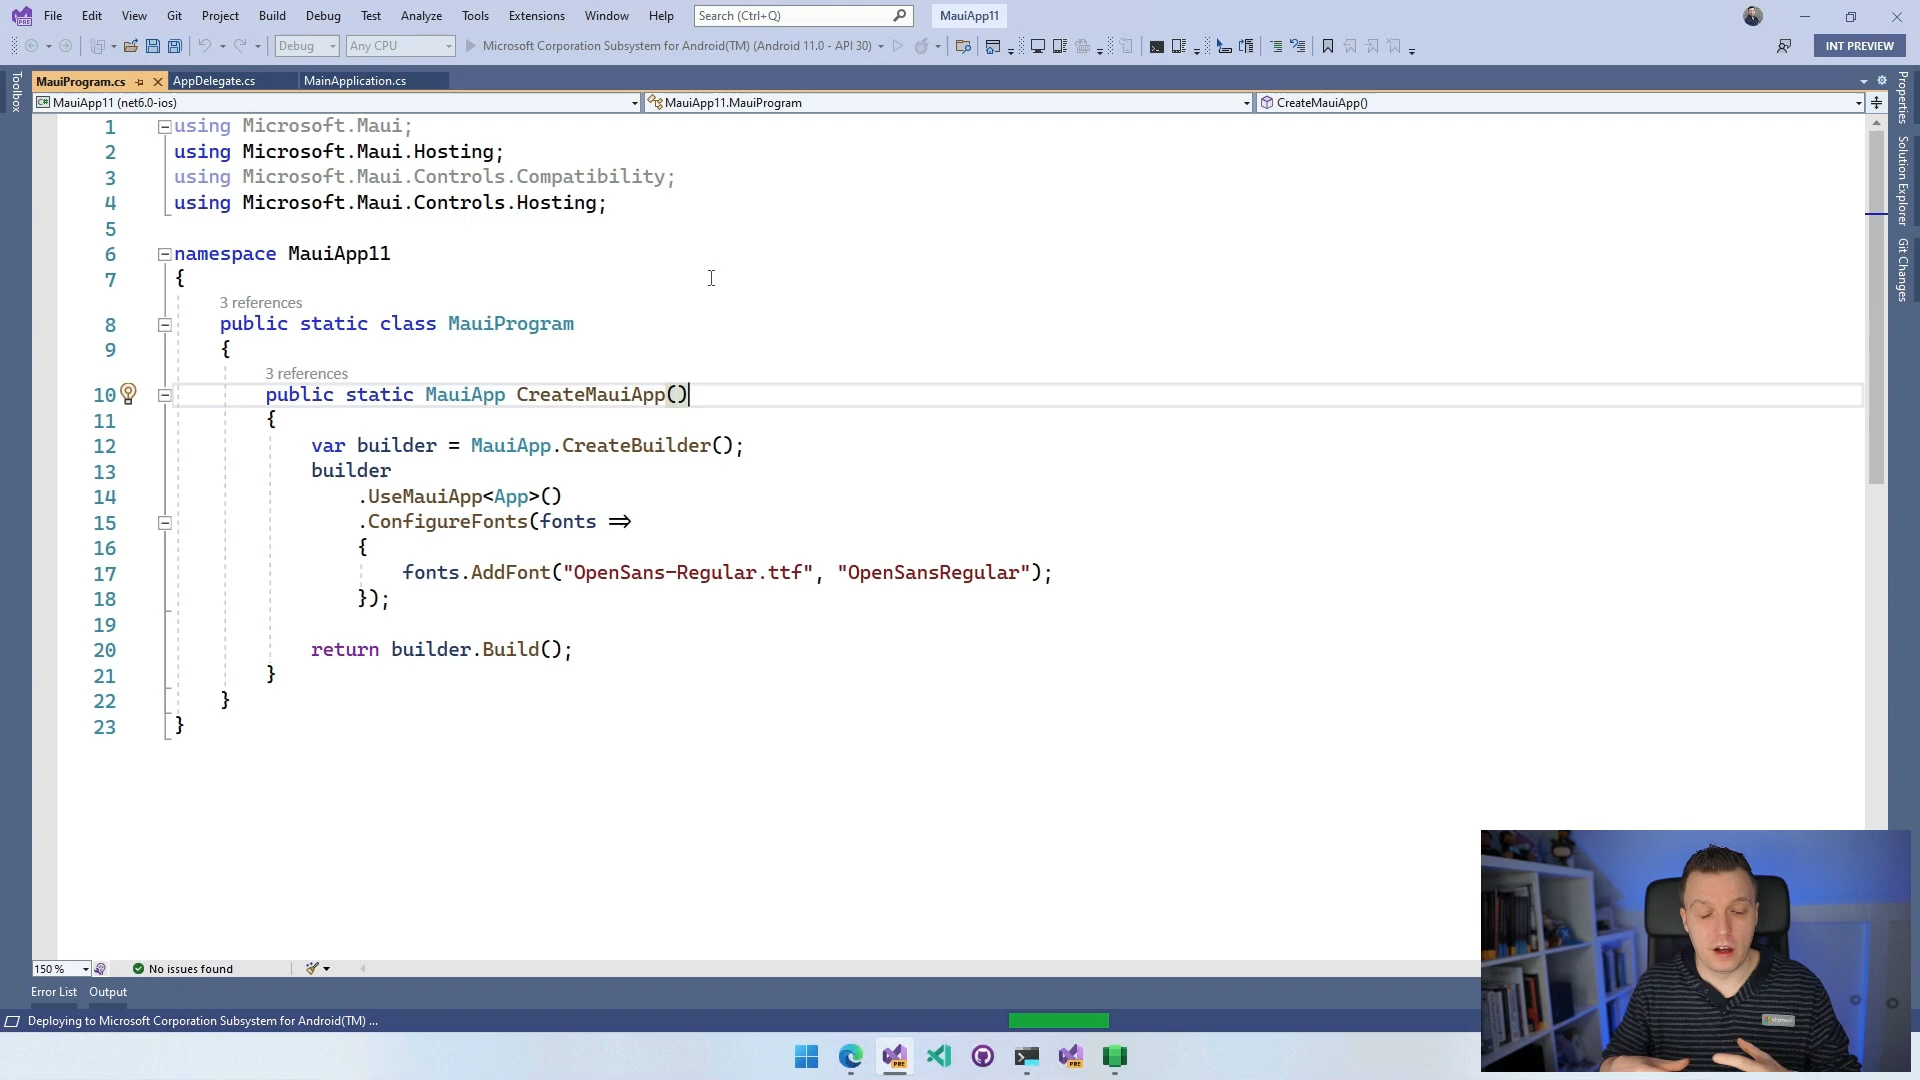 File Edit View Git Project Build Debug Test Analyze Tools Extensions Window Help Search (Ctrl+Q) MauiApp11
Debug Any CPU Microsoft Corporation Subsystem for Android(TM) (Android 11.0 - API 30) INT PREVIEW
MauiProgram.cs AppDelegate.cs MainApplication.cs
MauiApp11 (net6.0-ios) MauiApp11.MauiProgram CreateMauiApp()
Toolbox
Properties
Solution Explorer
Git Changes
1 using Microsoft.Maui;
2 using Microsoft.Maui.Hosting;
3 using Microsoft.Maui.Controls.Compatibility;
4 using Microsoft.Maui.Controls.Hosting;
5
6 namespace MauiApp11
7 {
3 references
8 public static class MauiProgram
9 {
3 references
10 public static MauiApp CreateMauiApp()
11 {
12 var builder = MauiApp.CreateBuilder();
13 builder
14 .UseMauiApp<App>()
15 .ConfigureFonts(fonts =>
16 {
17 fonts.AddFont("OpenSans-Regular.ttf", "OpenSansRegular");
18 });
19
20 return builder.Build();
21 }
22 }
23 }
150 % No issues found
Error List Output
Deploying to Microsoft Corporation Subsystem for Android(TM) ...